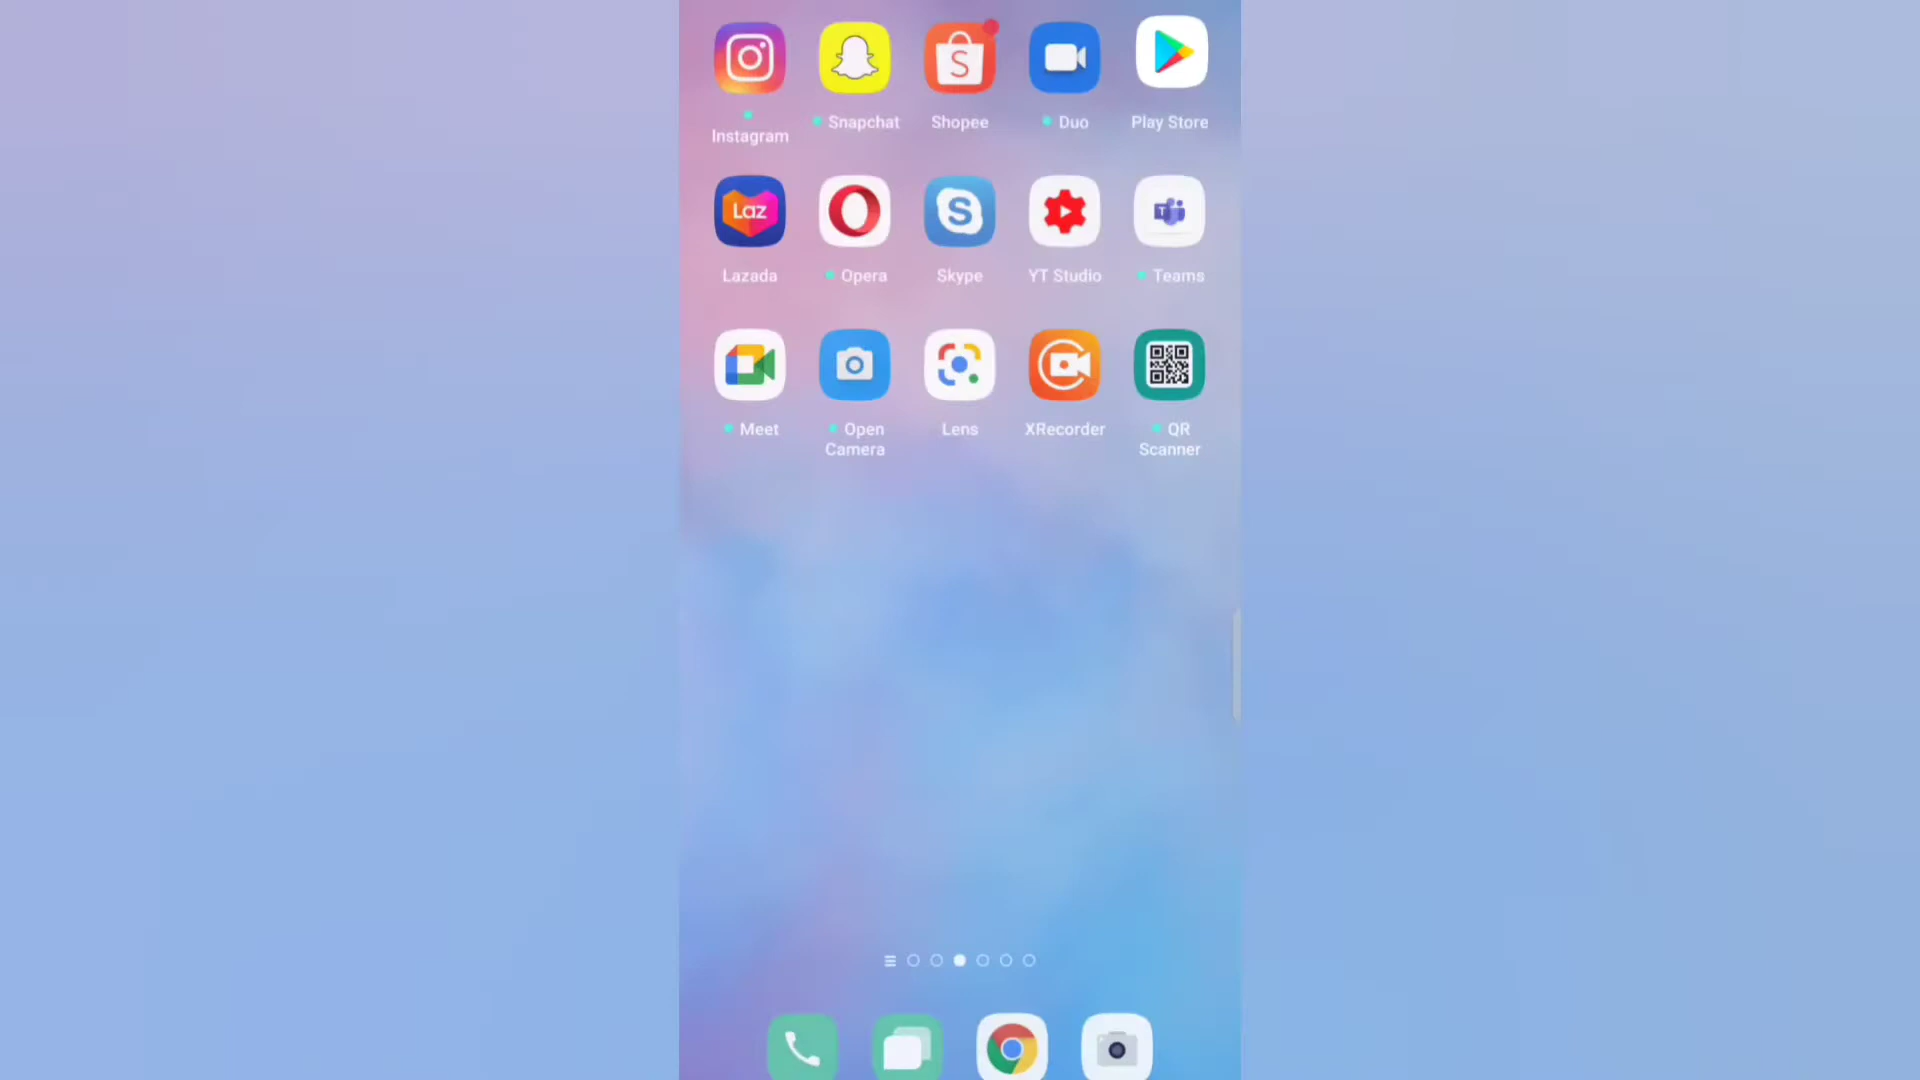 S
Instagram
Snapchat
Shopee
Duo
Play Store
Laz
S
T
Lazada
Opera
Skype
YT Studio
Teams
Meet
Open
Camera
Lens
XRecorder
QR
Scanner